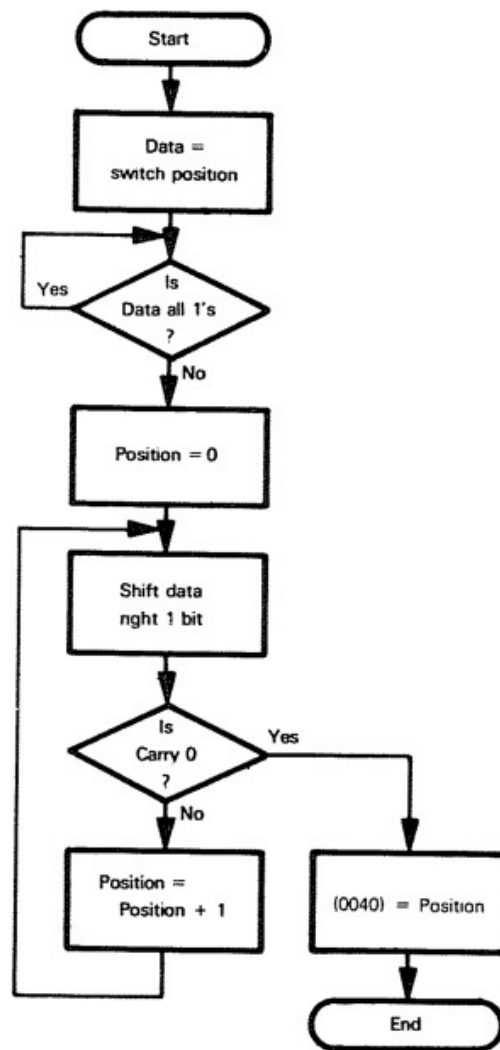 Start
Data =
switch position
Is
Data all 1's
?
Yes
No
Position = 0
Shift data
right 1 bit
Is
Carry 0
?
Yes
No
Position =
Position + 1
(0040) = Position
End